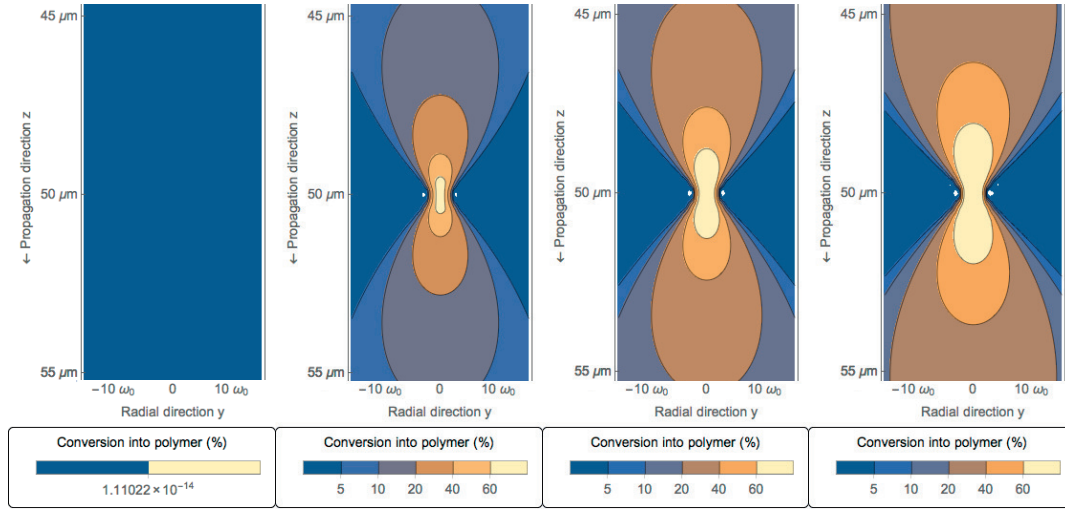 45 μm
50 μm
55 μm
← Propagation direction z
−10 ω0
0
10 ω0
Radial direction y
Conversion into polymer (%)
1.11022 × 10−14
45 μm
50 μm
55 μm
← Propagation direction z
−10 ω0
0
10 ω0
Radial direction y
Conversion into polymer (%)
5 10 20 40 60
45 μm
50 μm
55 μm
← Propagation direction z
−10 ω0
0
10 ω0
Radial direction y
Conversion into polymer (%)
5 10 20 40 60
45 μm
50 μm
55 μm
← Propagation direction z
−10 ω0
0
10 ω0
Radial direction y
Conversion into polymer (%)
5 10 20 40 60